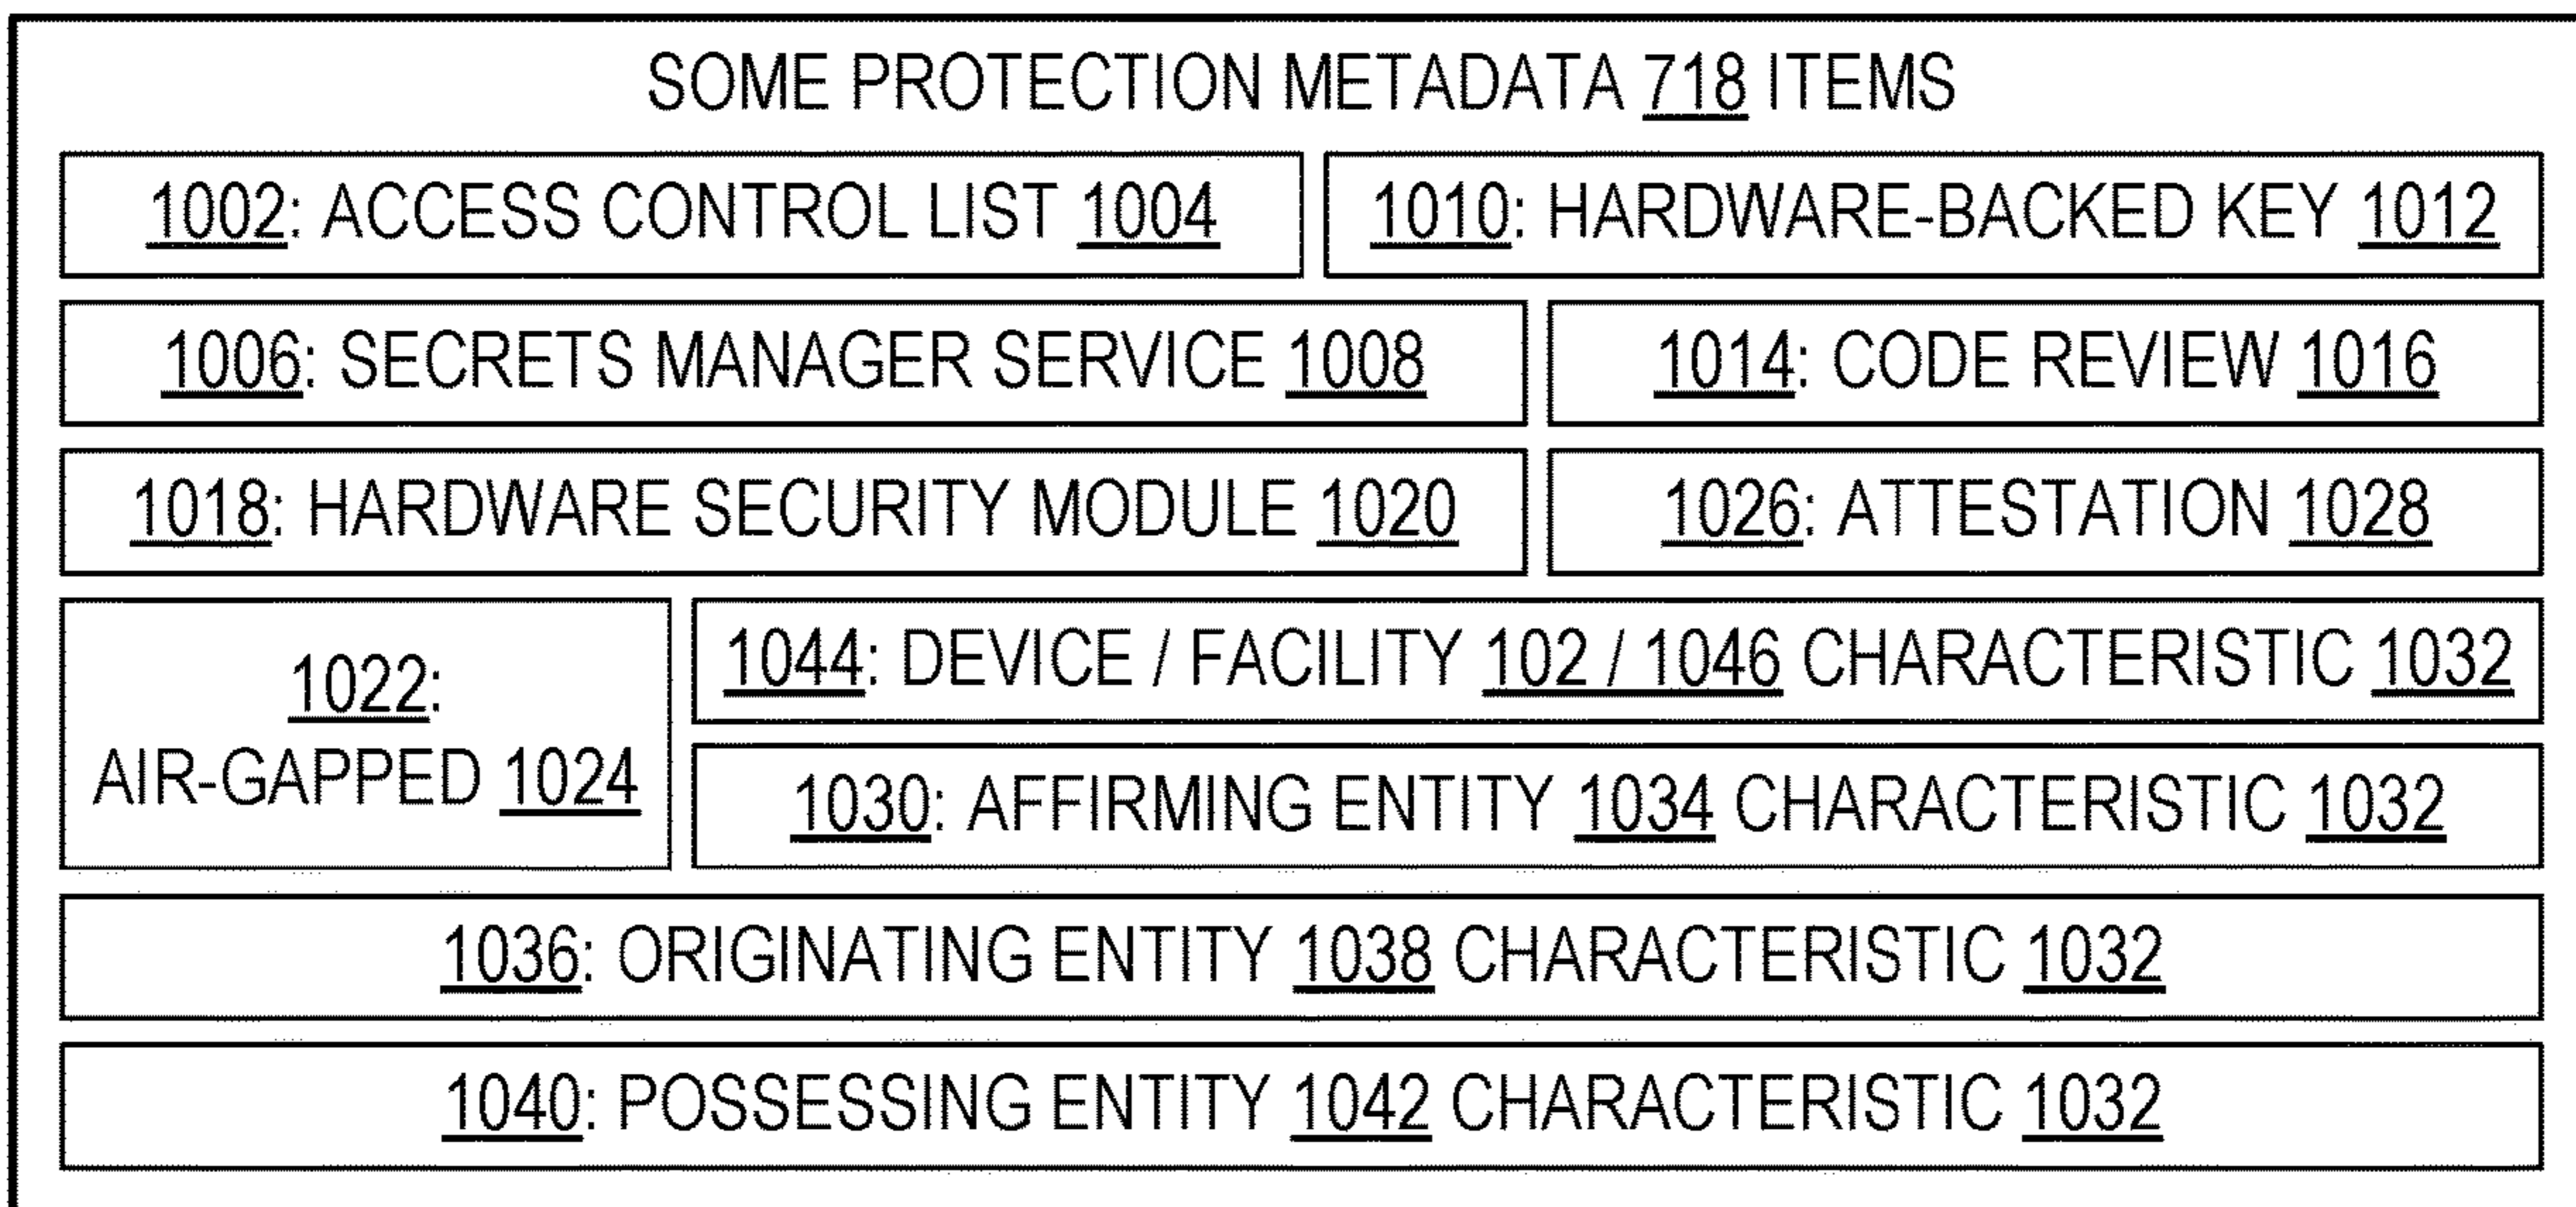 SOME PROTECTION METADATA 718 ITEMS
1002: ACCESS CONTROL LIST 1004
1010: HARDWARE-BACKED KEY 1012
1006: SECRETS MANAGER SERVICE 1008
1014: CODE REVIEW 1016
1018: HARDWARE SECURITY MODULE 1020
1026: ATTESTATION 1028
1022:
AIR-GAPPED 1024
1044: DEVICE / FACILITY 102 / 1046 CHARACTERISTIC 1032
1030: AFFIRMING ENTITY 1034 CHARACTERISTIC 1032
1036: ORIGINATING ENTITY 1038 CHARACTERISTIC 1032
1040: POSSESSING ENTITY 1042 CHARACTERISTIC 1032